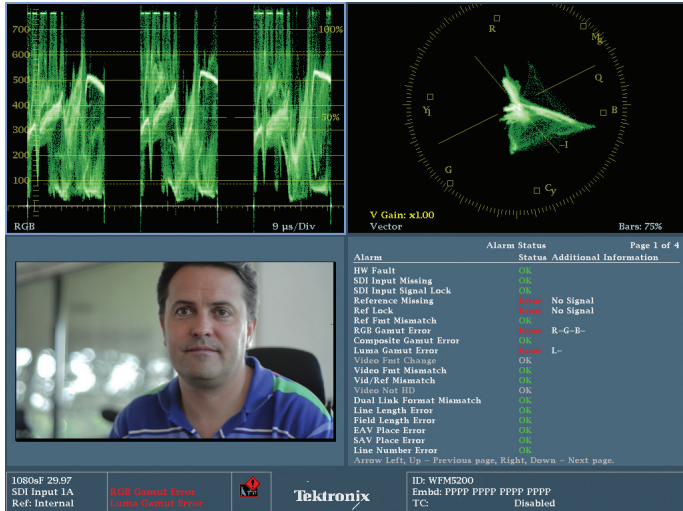 700
600
500
400
300
200
100
100%
50%
RGB
9 µs/Div
R
Mg
Q
B
Yl
-I
G
Cy
V Gain: x1.00
Vector
Bars: 75%
Alarm Status Page 1 of 4
Alarm Status Additional Information
HW Fault OK
SDI Input Missing OK
SDI Input Signal Lock OK
Reference Missing Error No Signal
Ref Lock Error No Signal
Ref Fmt Mismatch OK
RGB Gamut Error Error R-G-B-
Composite Gamut Error OK
Luma Gamut Error Error L-
Video Fmt Change OK
Video Fmt Mismatch OK
Vid/Ref Mismatch OK
Video Not HD OK
Dual Link Format Mismatch OK
Line Length Error OK
Field Length Error OK
EAV Place Error OK
SAV Place Error OK
Line Number Error OK
Arrow Left, Up - Previous page, Right, Down - Next page.
1080sF 29.97
SDI Input 1A
Ref: Internal
RGB Gamut Error
Luma Gamut Error
Tektronix
ID: WFM5200
Embd: PPPP PPPP PPPP PPPP
TC: Disabled